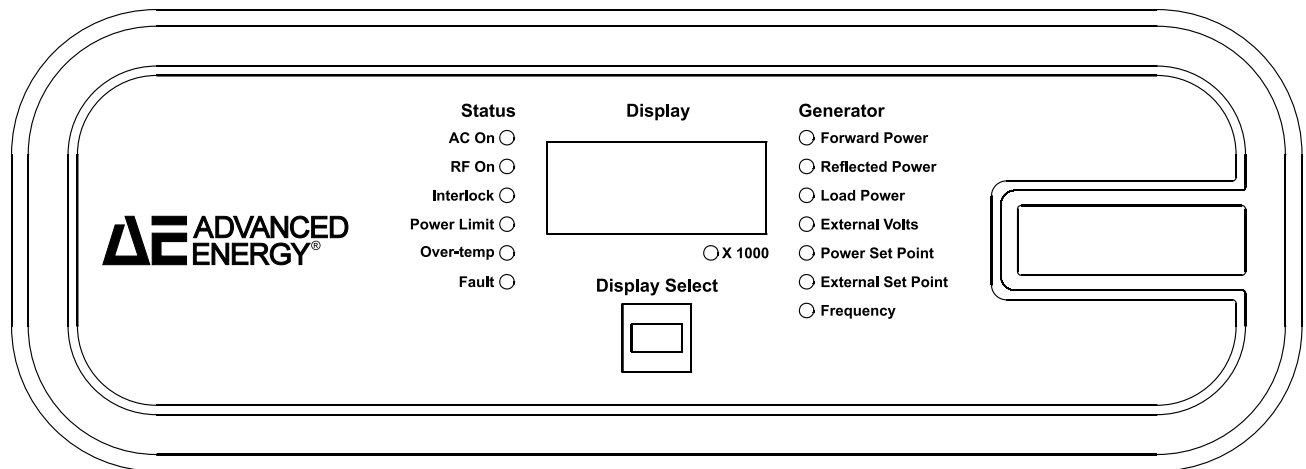 ADVANCED
ENERGY®
Status
AC On
RF On
Interlock
Power Limit
Over-temp
Fault
Display
X 1000
Display Select
Generator
Forward Power
Reflected Power
Load Power
External Volts
Power Set Point
External Set Point
Frequency